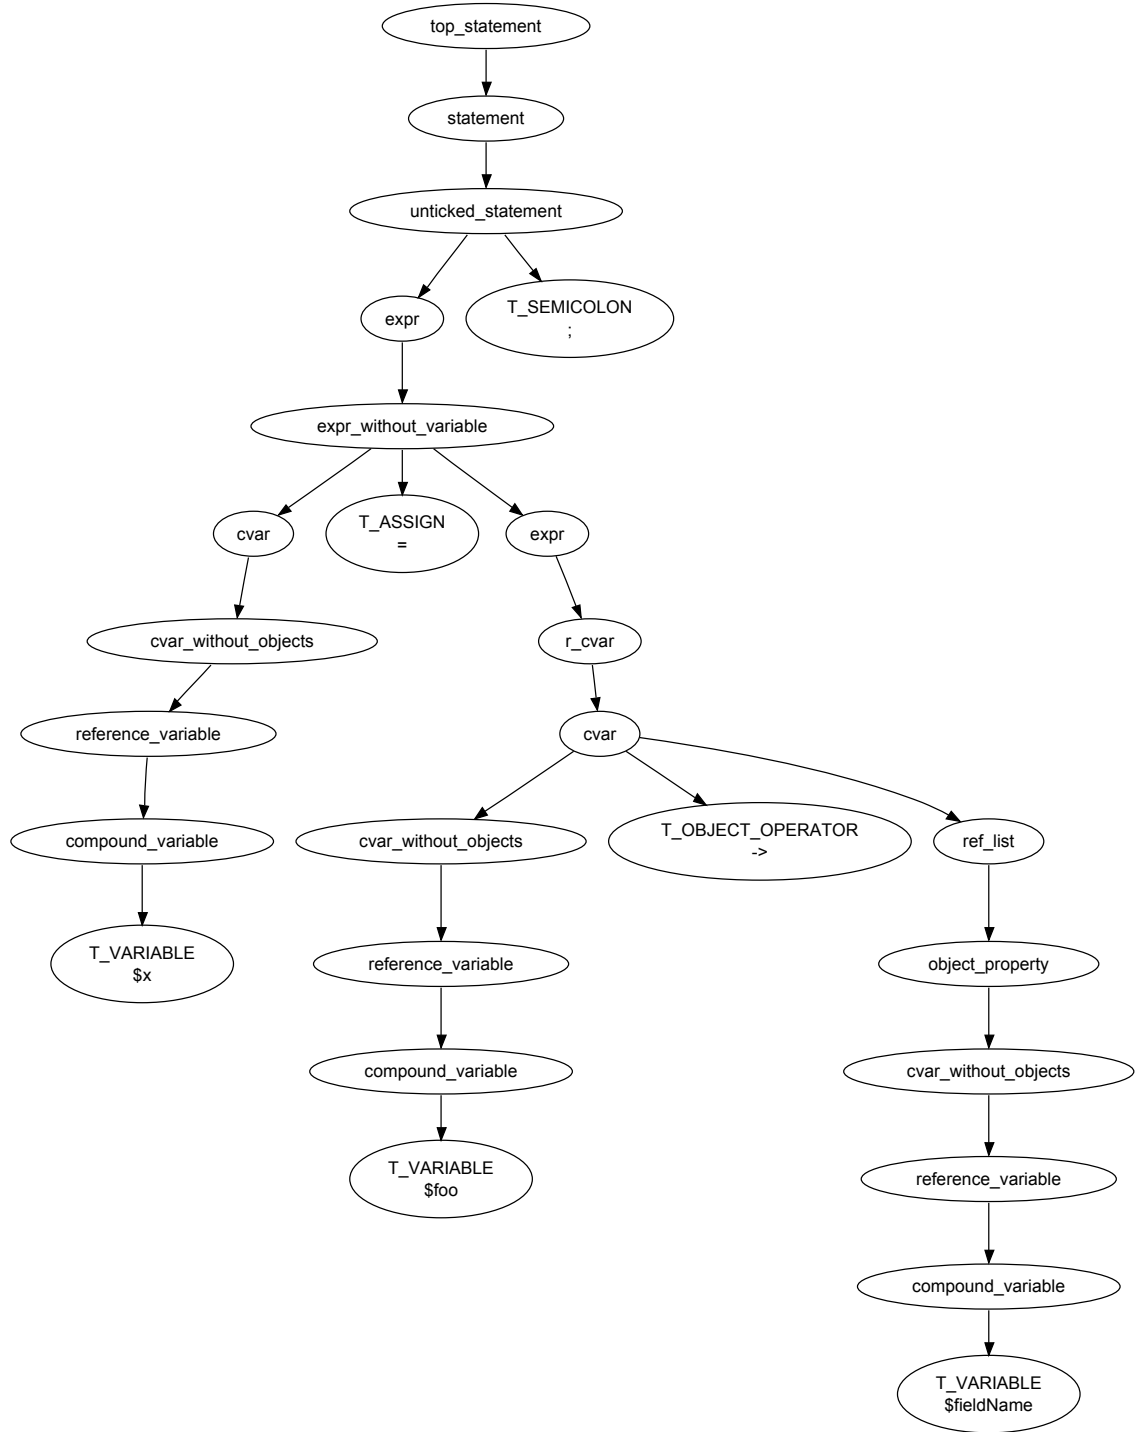 top_statement
statement
unticked_statement
expr
T_SEMICOLON
;
expr_without_variable
cvar
T_ASSIGN
=
expr
cvar_without_objects
r_cvar
reference_variable
cvar
compound_variable
cvar_without_objects
T_OBJECT_OPERATOR
->
ref_list
T_VARIABLE
$x
reference_variable
object_property
compound_variable
cvar_without_objects
T_VARIABLE
$foo
reference_variable
compound_variable
T_VARIABLE
$fieldName